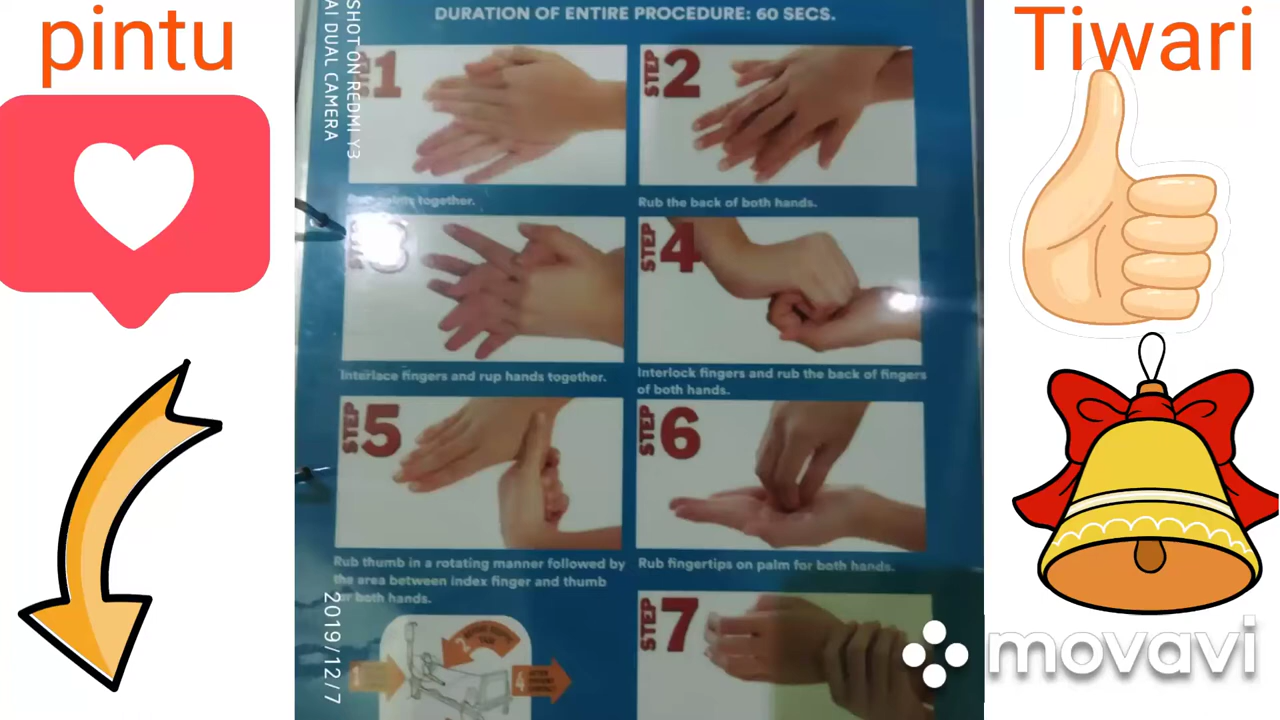 pintu
Tiwari
DURATION OF ENTIRE PROCEDURE: 60 SECS.
SHOT ON REDMI Y3
AI DUAL CAMERA
STEP 1
STEP 2
together.
Rub the back of both hands.
STEP 4
Interlace fingers and rup hands together.
Interlock fingers and rub the back of fingers
of both hands.
STEP 5
STEP 6
Rub thumb in a rotating manner followed by
the area between index finger and thumb
for both hands.
Rub fingertips on palm for both hands.
STEP 7
2019/12/7
movavi